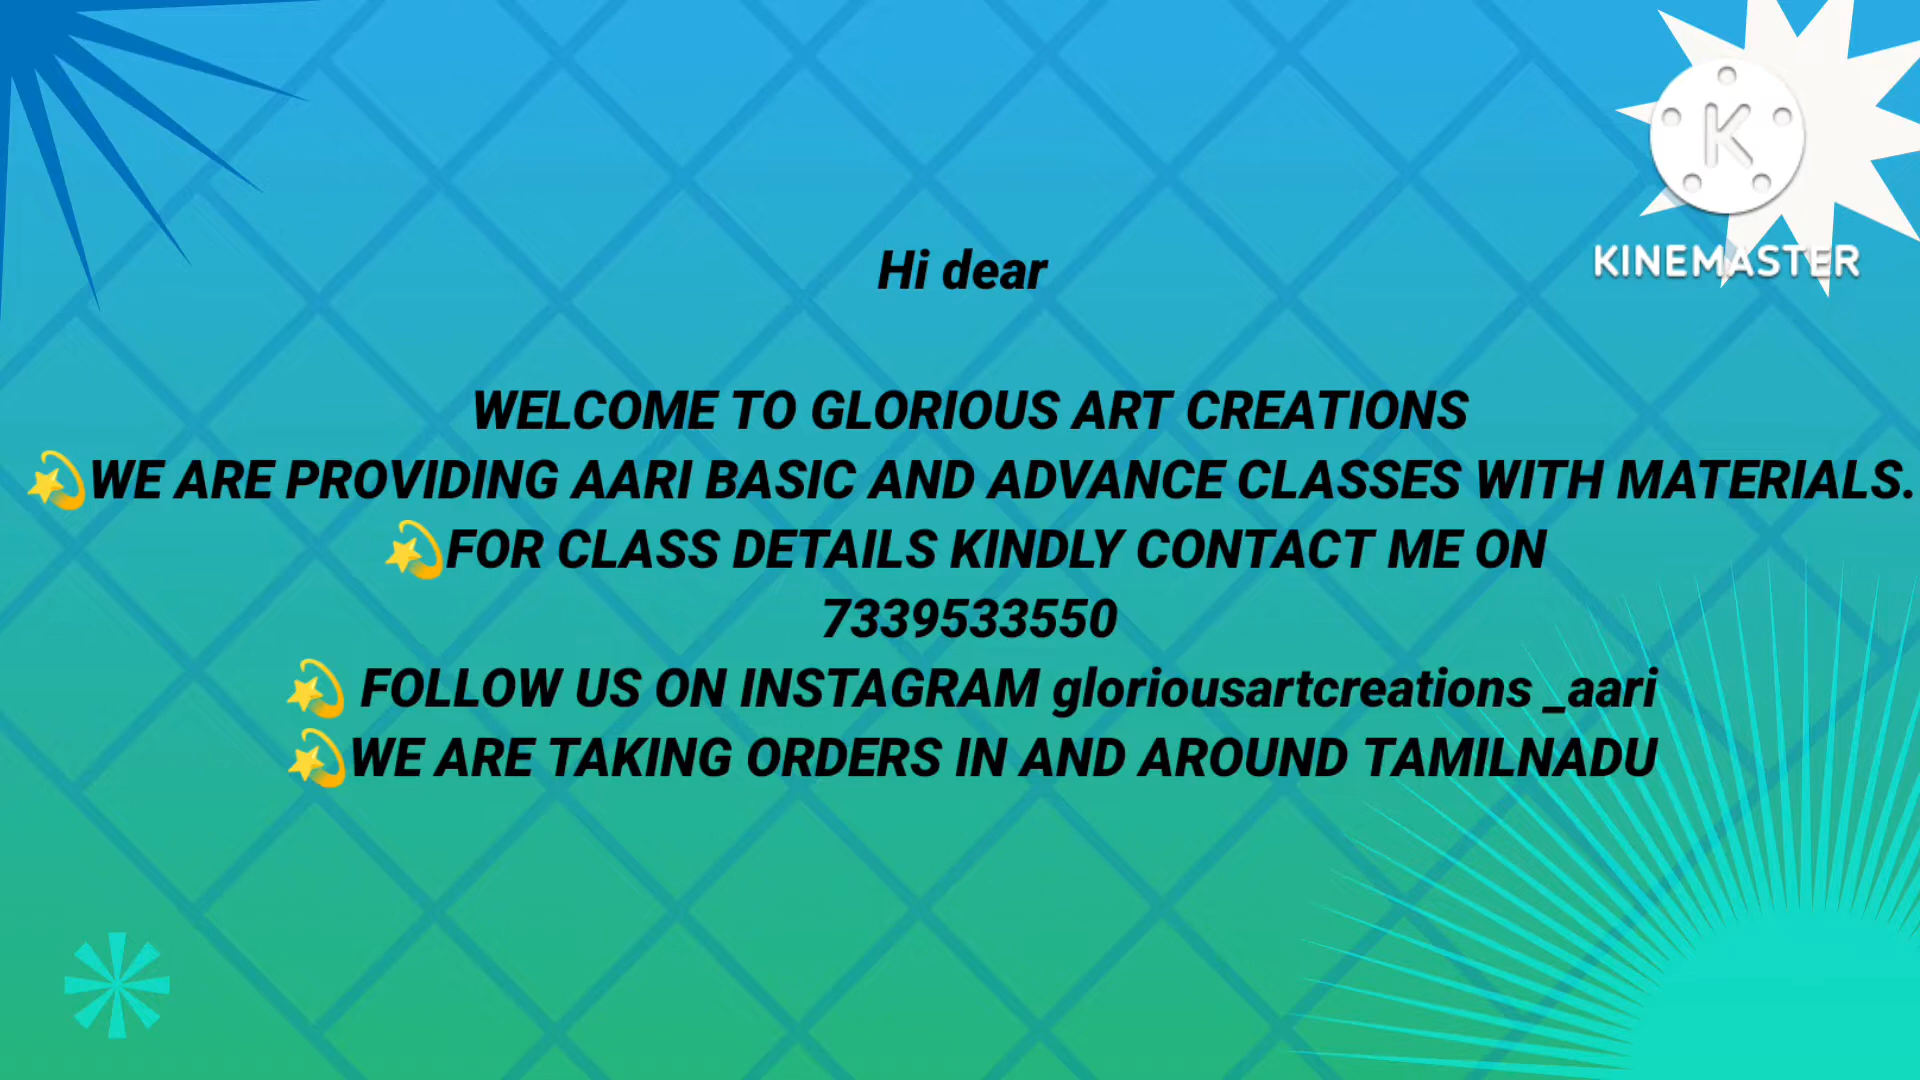 Hi dear
K
KINEMASTER
WELCOME TO GLORIOUS ART CREATIONS
💫WE ARE PROVIDING AARI BASIC AND ADVANCE CLASSES WITH MATERIALS.
💫FOR CLASS DETAILS KINDLY CONTACT ME ON
7339533550
💫 FOLLOW US ON INSTAGRAM gloriousartcreations _aari
💫WE ARE TAKING ORDERS IN AND AROUND TAMILNADU